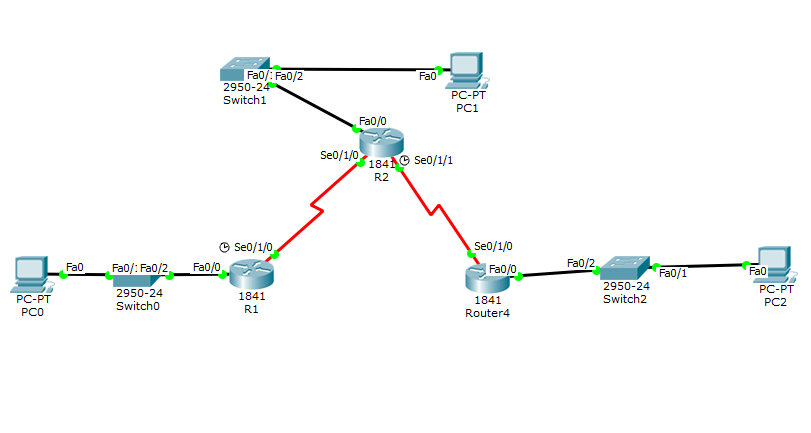 Fa0/: Fa0/2
Fa0
2950-24
Switch1
PC-PT
PC1
Fa0/0
Se0/1/0
Se0/1/1
1841
R2
Se0/1/0
Se0/1/0
Fa0
Fa0/: Fa0/2
Fa0/0
Fa0/0
Fa0/2
Fa0/1
Fa0
PC-PT
PC0
2950-24
Switch0
1841
R1
1841
Router4
2950-24
Switch2
PC-PT
PC2